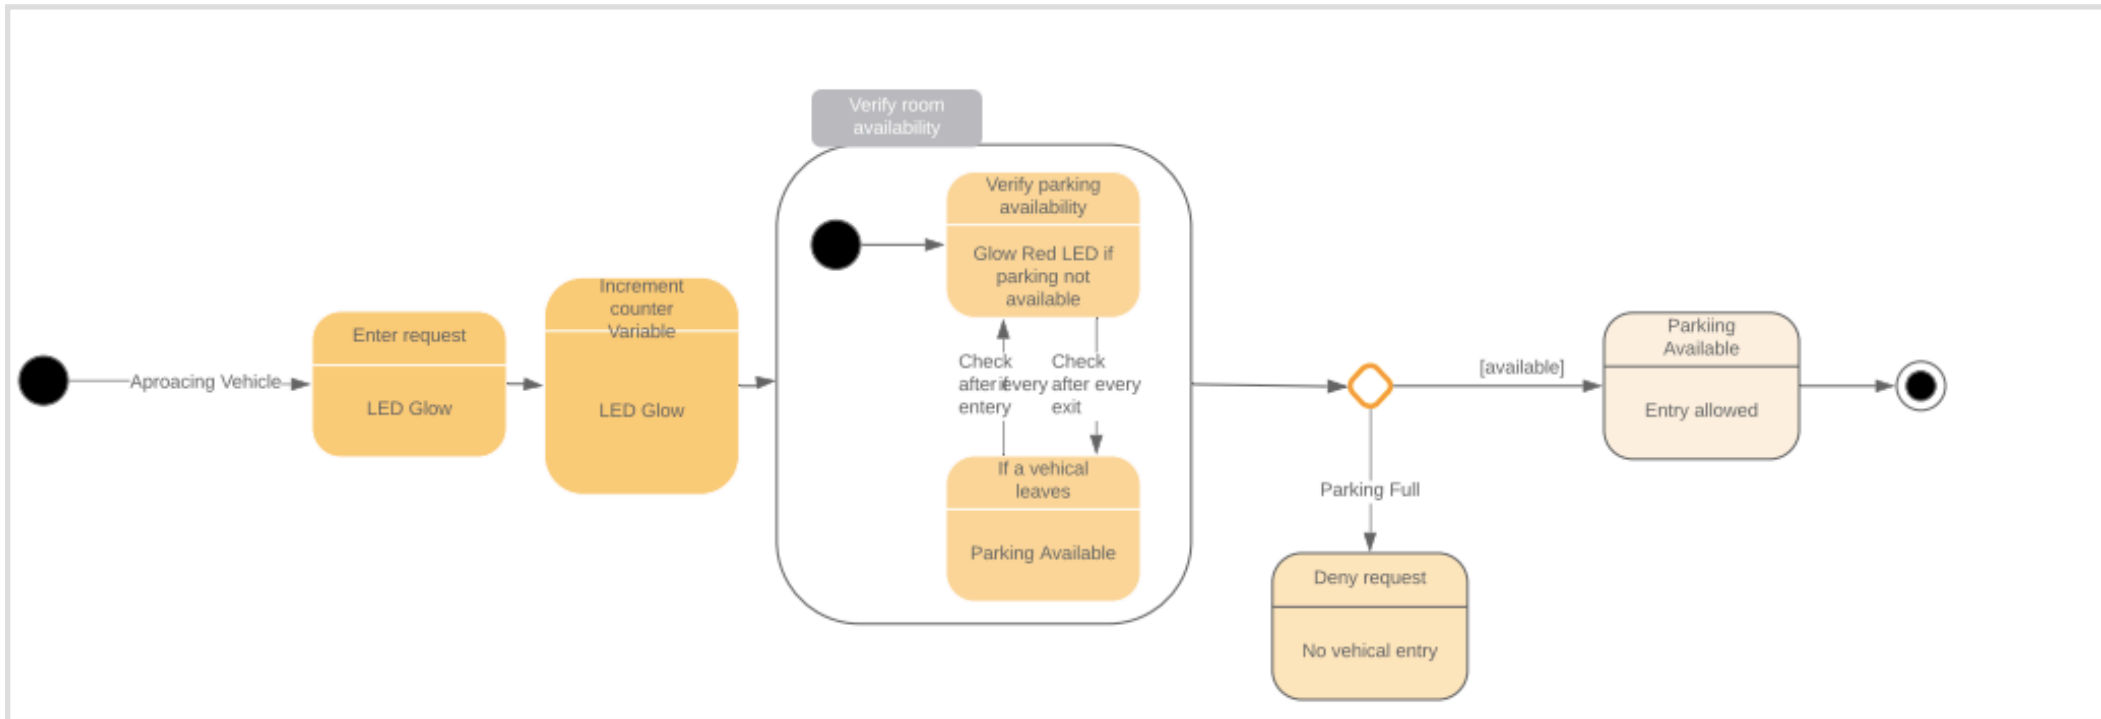 Verify room
availability
Verify parking
availability
Glow Red LED if
parking not
available
Increment
counter
Variable
LED Glow
Enter request
LED Glow
Aproacing Vehicle
Check
after every
entery
Check
after every
exit
If a vehical
leaves
Parking Available
[available]
Parkiing
Available
Entry allowed
Parking Full
Deny request
No vehical entry